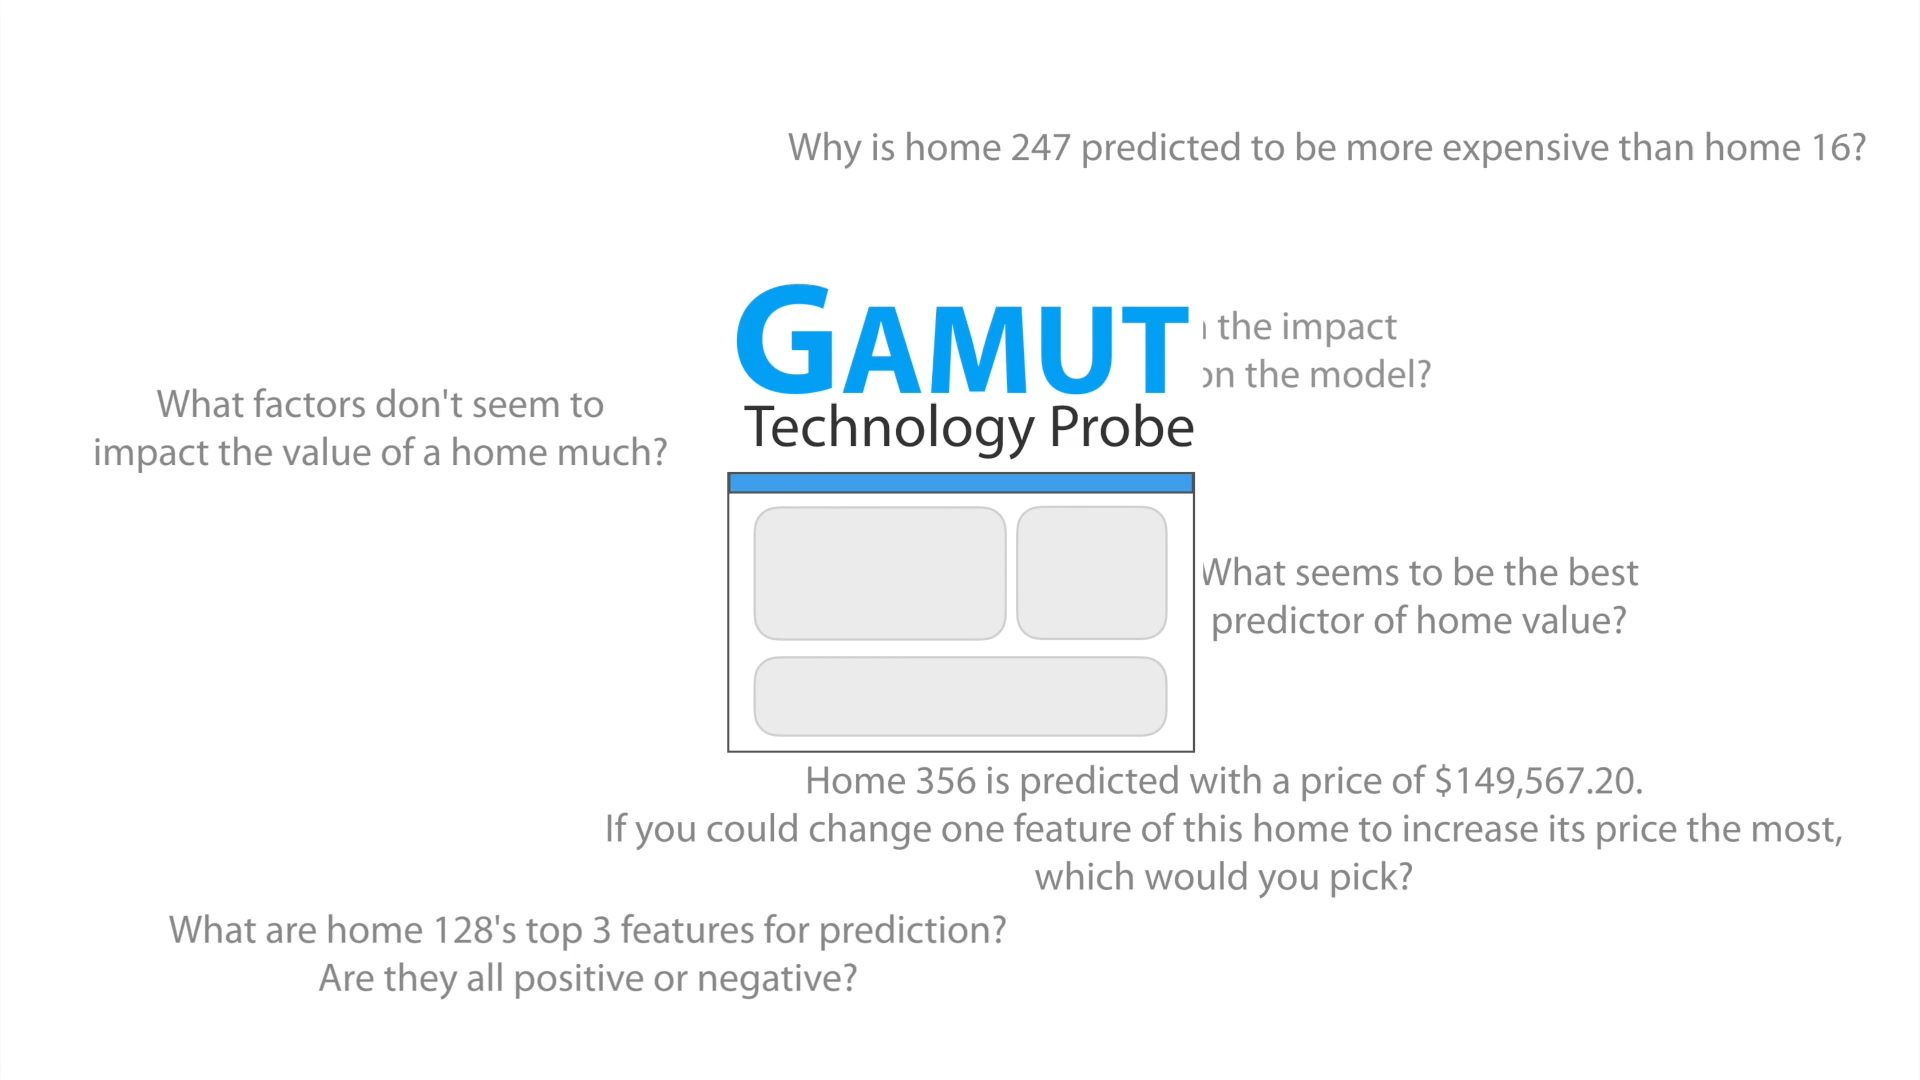 Why is home 247 predicted to be more expensive than home 16?
GAMUT
Technology Probe
the impact
on the model?
What factors don't seem to
impact the value of a home much?
What seems to be the best
predictor of home value?
Home 356 is predicted with a price of $149,567.20.
If you could change one feature of this home to increase its price the most,
which would you pick?
What are home 128's top 3 features for prediction?
Are they all positive or negative?